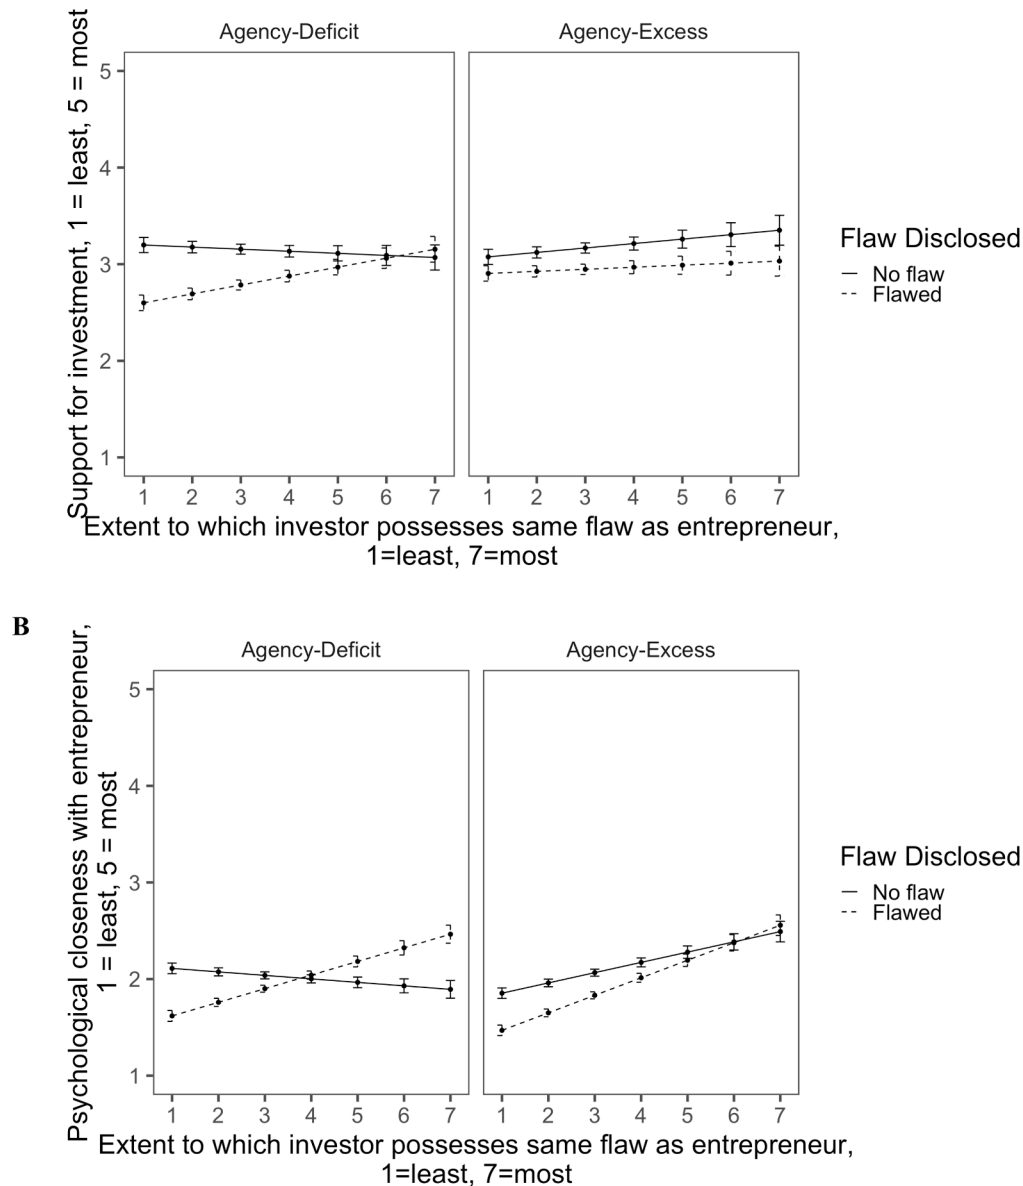 Agency-Deficit
Agency-Excess
Support for investment, 1 = least, 5 = most
5
4
3
2
1
1 2 3 4 5 6 7
1 2 3 4 5 6 7
Extent to which investor possesses same flaw as entrepreneur,
1=least, 7=most
Flaw Disclosed
No flaw
Flawed
B
Agency-Deficit
Agency-Excess
Psychological closeness with entrepreneur,
1 = least, 5 = most
5
4
3
2
1
1 2 3 4 5 6 7
1 2 3 4 5 6 7
Extent to which investor possesses same flaw as entrepreneur,
1=least, 7=most
Flaw Disclosed
No flaw
Flawed